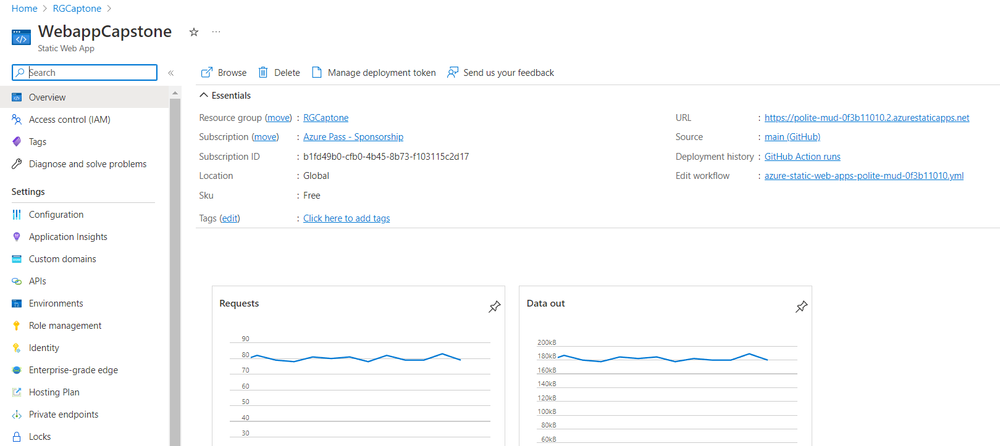 Home > RGCaptone >
WebappCapstone
Static Web App
Search
Overview
Access control (IAM)
Tags
Diagnose and solve problems
Settings
Configuration
Application Insights
Custom domains
APIs
Environments
Role management
Identity
Enterprise-grade edge
Hosting Plan
Private endpoints
Locks
Browse Delete Manage deployment token Send us your feedback
Essentials
Resource group (move) : RGCaptone
Subscription (move) : Azure Pass - Sponsorship
Subscription ID : b1fd49b0-cfb0-4b45-8b73-f103115c2d17
Location : Global
Sku : Free
Tags (edit) : Click here to add tags
URL : https://polite-mud-0f3b11010.2.azurestaticapps.net
Source : main (GitHub)
Deployment history : GitHub Action runs
Edit workflow : azure-static-web-apps-polite-mud-0f3b11010.yml
Requests
90
80
70
60
50
40
30
Data out
200kB
180kB
160kB
140kB
120kB
100kB
80kB
60kB